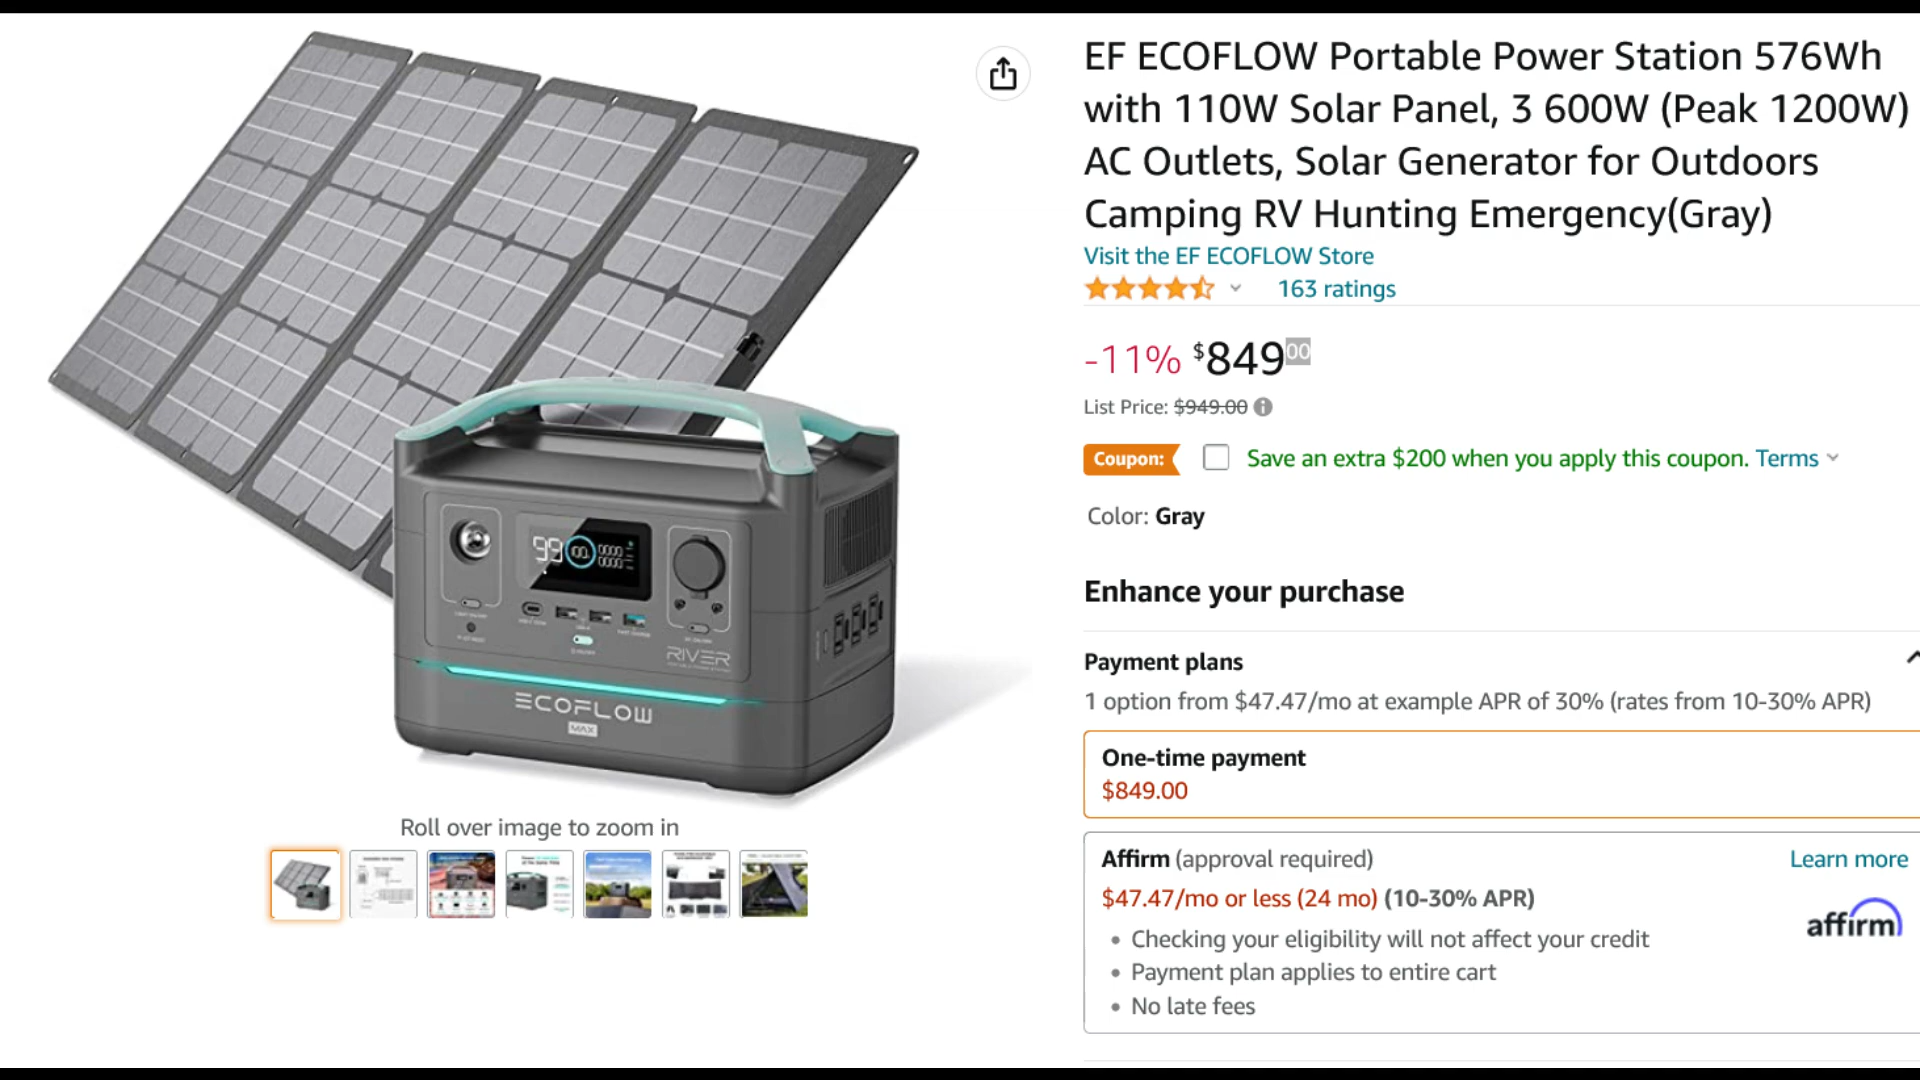 EF ECOFLOW Portable Power Station 576Wh
with 110W Solar Panel, 3 600W (Peak 1200W)
AC Outlets, Solar Generator for Outdoors
Camping RV Hunting Emergency(Gray)
Visit the EF ECOFLOW Store
163 ratings
-11% $849 00
List Price: $949.00
Coupon: Save an extra $200 when you apply this coupon. Terms
Color: Gray
Enhance your purchase
Payment plans
1 option from $47.47/mo at example APR of 30% (rates from 10-30% APR)
One-time payment
$849.00
Affirm (approval required) Learn more
$47.47/mo or less (24 mo) (10-30% APR)
affirm
• Checking your eligibility will not affect your credit
• Payment plan applies to entire cart
• No late fees
99 100
RIVER
ECOFLOW
MAX
Roll over image to zoom in